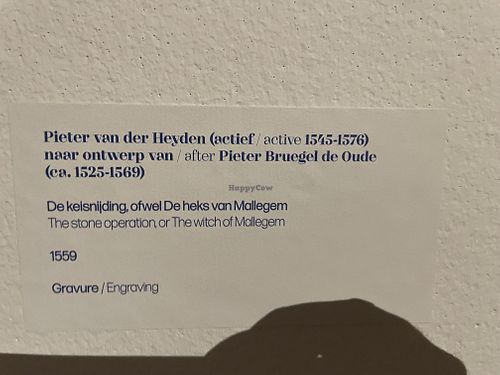 Pieter van der Heyden (actief / active 1545-1576)
naar ontwerp van / after Pieter Bruegel de Oude
(ca. 1525-1569)
HappyCow
De keisnijding, ofwel De heks van Mallegem
The stone operation, or The witch of Mallegem
1559
Gravure / Engraving